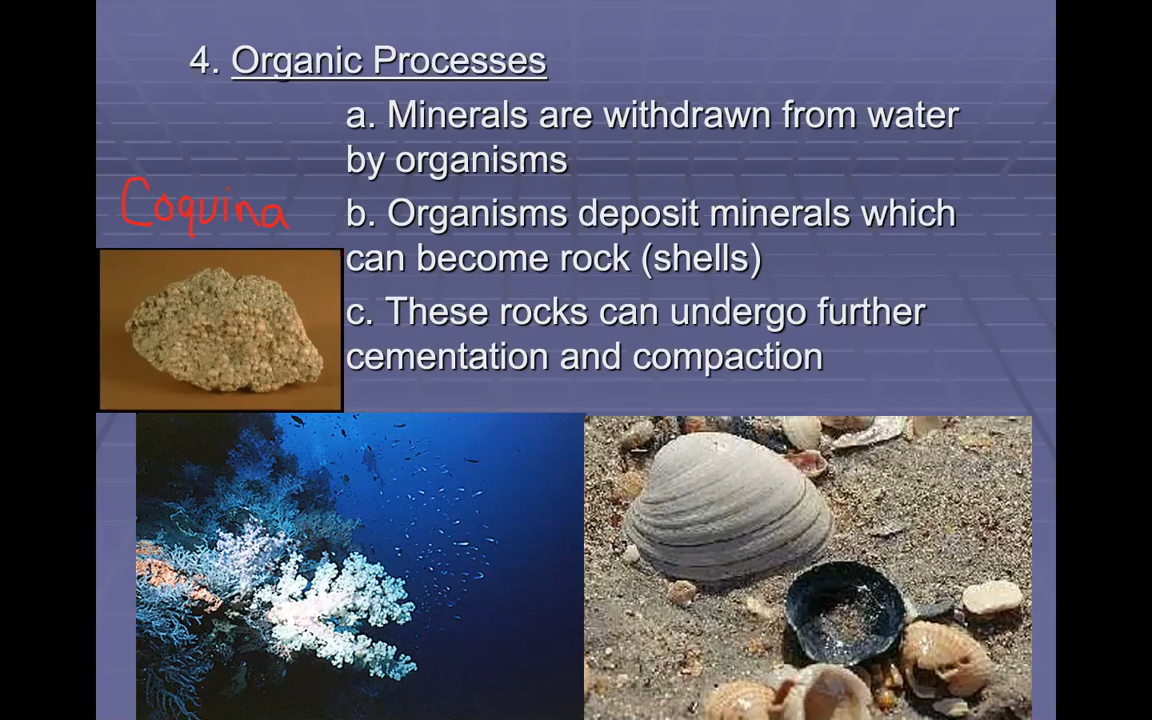 4. Organic Processes
a. Minerals are withdrawn from water
by organisms
Coquina
b. Organisms deposit minerals which
can become rock (shells)
c. These rocks can undergo further
cementation and compaction